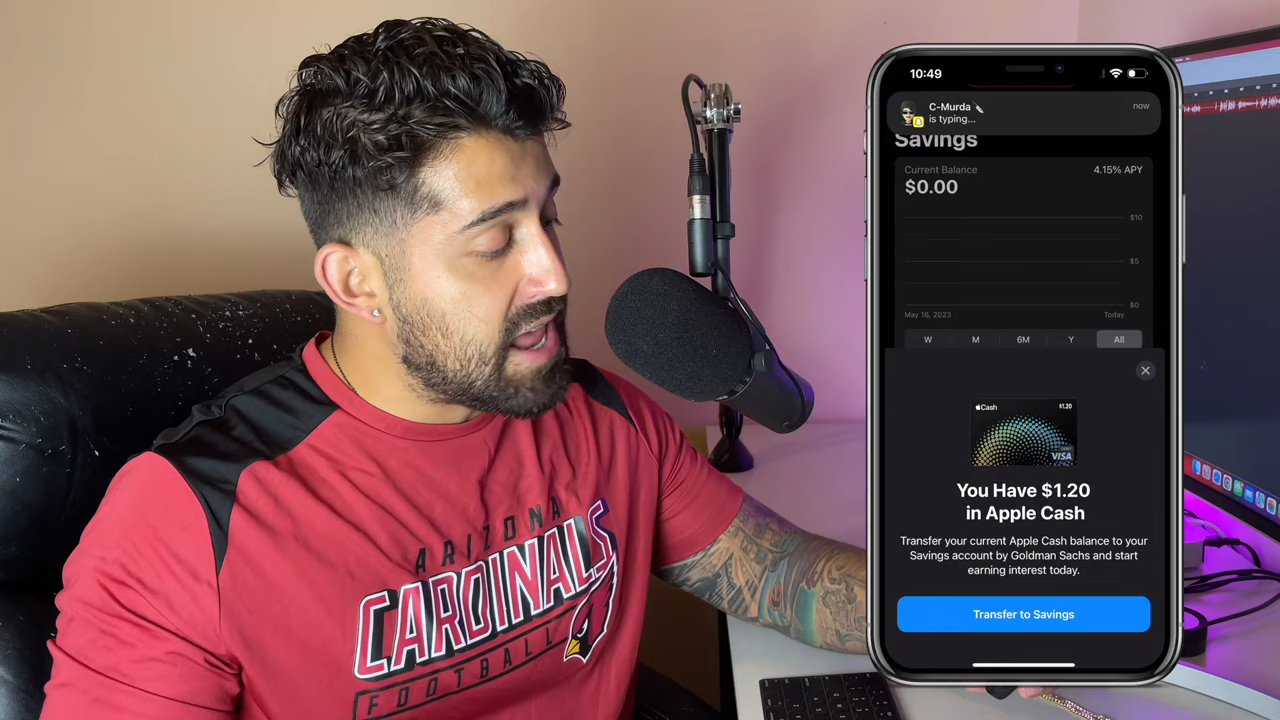 ARIZONA
CARDINALS
FOOTBALL
10:49
C-Murda
now
is typing...
Savings
Current Balance
4.15% APY
$0.00
$10
$5
$0
May 16, 2023
Today
W M 6M Y All
Cash
$1.20
DEBIT
VISA
You Have $1.20
in Apple Cash
Transfer your current Apple Cash balance to your
Savings account by Goldman Sachs and start
earning interest today.
Transfer to Savings